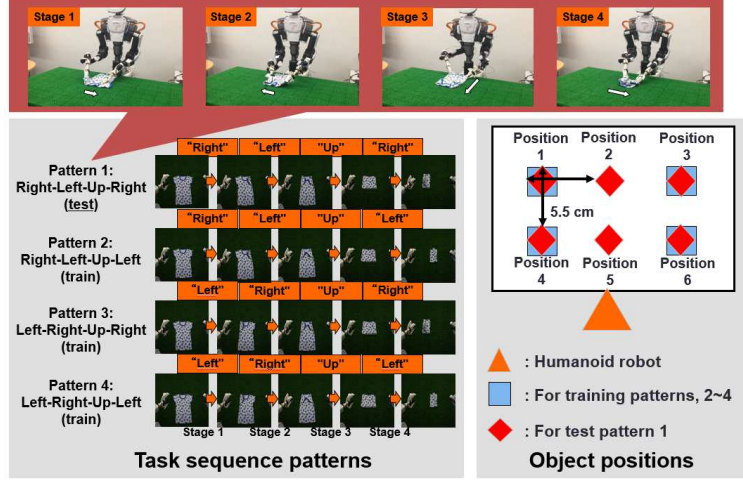 Stage 1
Stage 2
Stage 3
Stage 4
"Right" "Left" "Up" "Right"
Pattern 1:
Right-Left-Up-Right
(test)
"Right" "Left" "Up" "Left"
Pattern 2:
Right-Left-Up-Left
(train)
"Left" "Right" "Up" "Right"
Pattern 3:
Left-Right-Up-Right
(train)
"Left" "Right" "Up" "Left"
Pattern 4:
Left-Right-Up-Left
(train)
Stage 1 Stage 2 Stage 3 Stage 4
Task sequence patterns
Position
1
Position
2
Position
3
5.5 cm
Position
4
Position
5
Position
6
: Humanoid robot
: For training patterns, 2~4
: For test pattern 1
Object positions